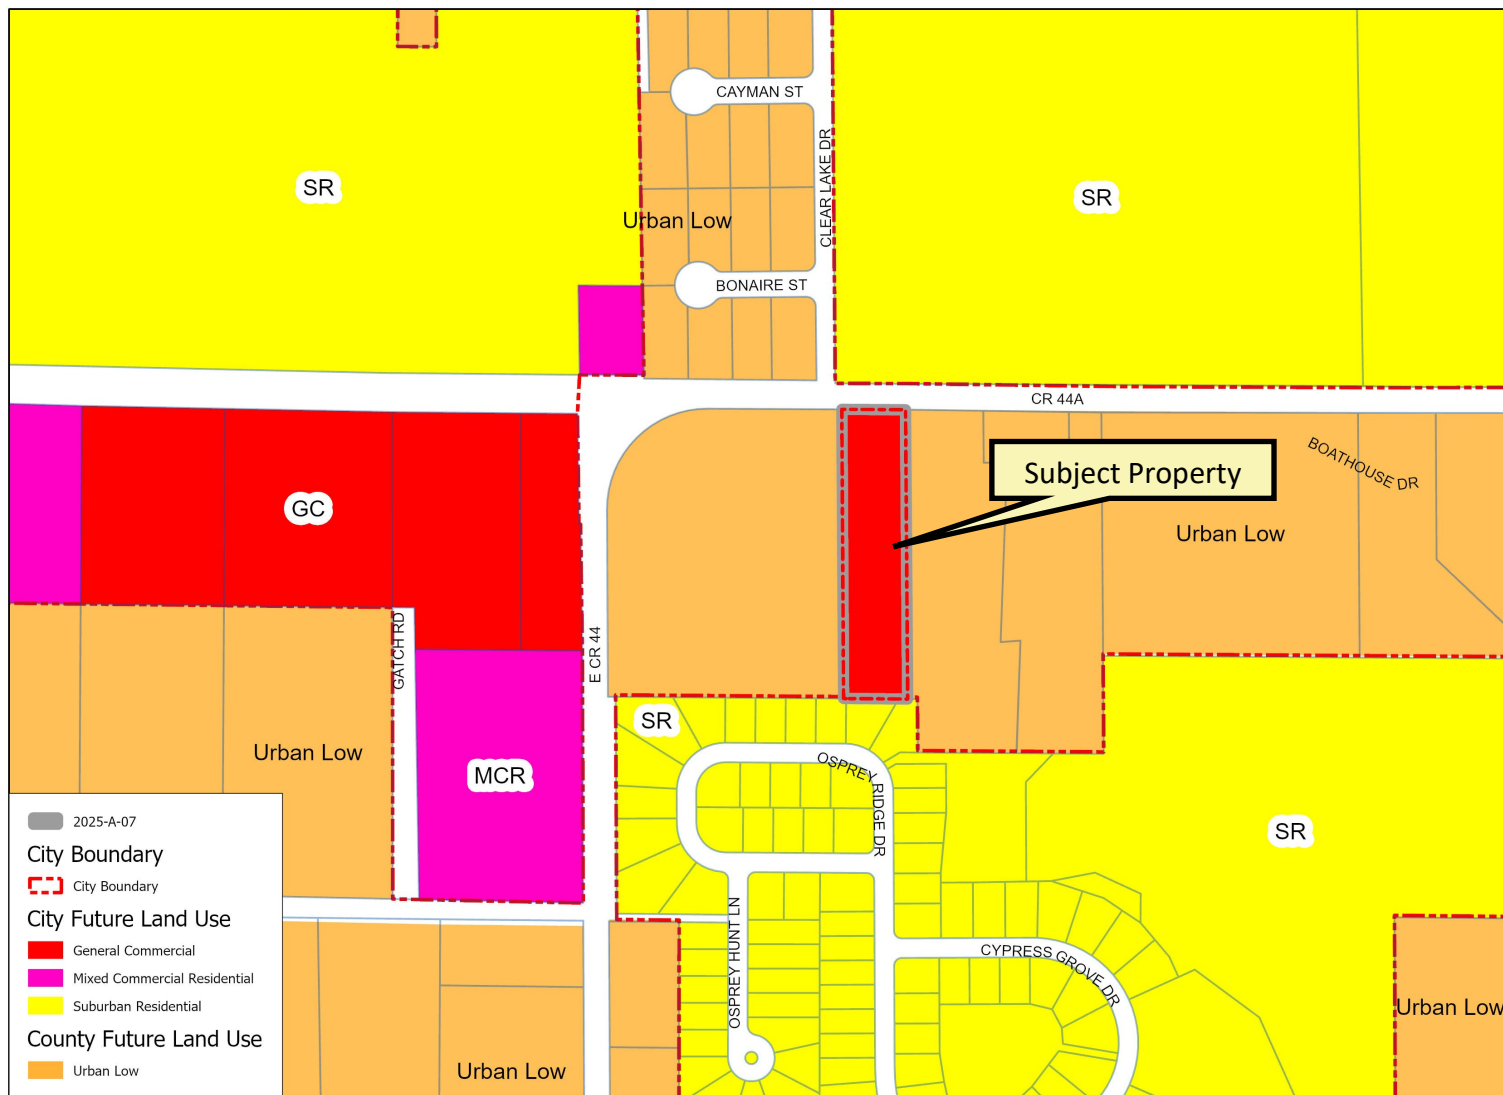 CAYMAN ST
CLEAR LAKE DR
SR
SR
Urban Low
BONAIRE ST
CR 44A
BOATHOUSE DR
Subject Property
GC
Urban Low
GATCH RD
E CR 44
SR
Urban Low
OSPREY RIDGE DR
MCR
SR
OSPREY HUNT LN
CYPRESS GROVE DR
Urban Low
Urban Low
2025-A-07
City Boundary
City Boundary
City Future Land Use
General Commercial
Mixed Commercial Residential
Suburban Residential
County Future Land Use
Urban Low